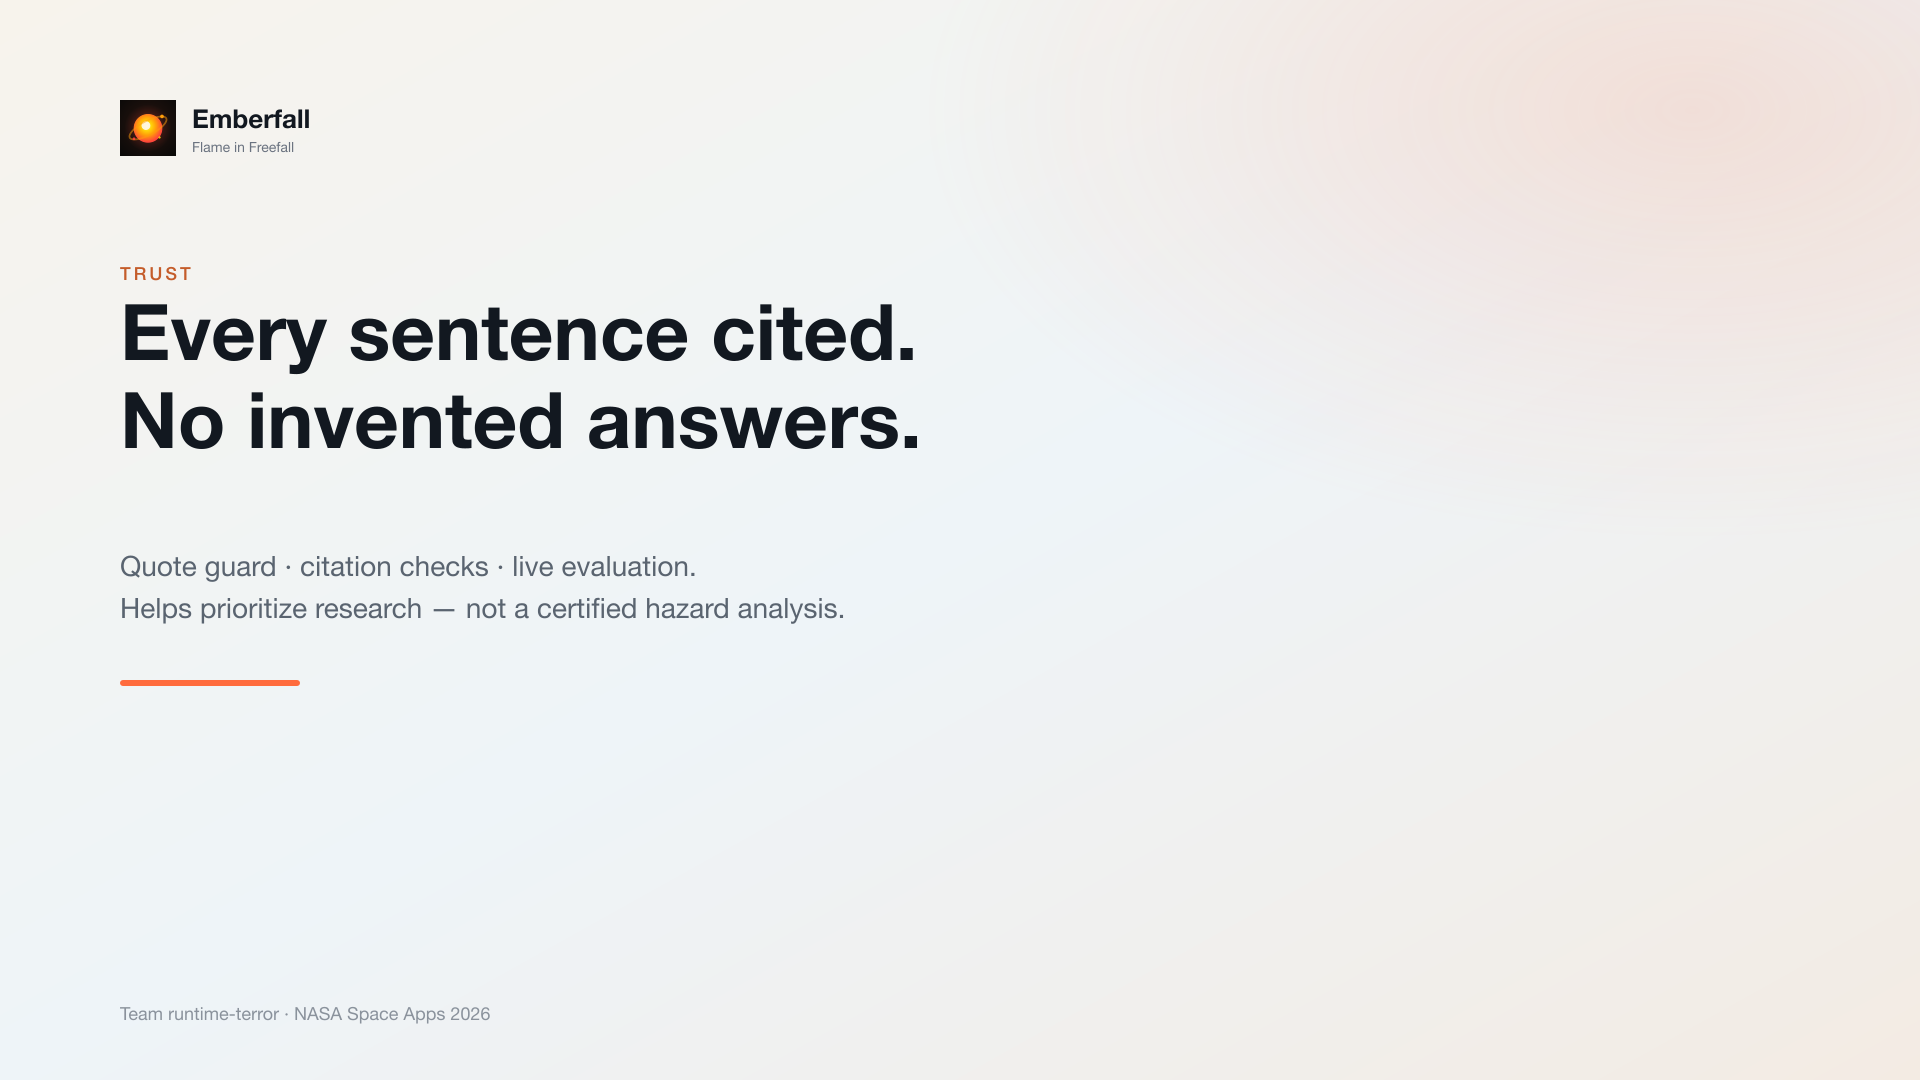 Emberfall
Flame in Freefall
TRUST
Every sentence cited.
No invented answers.
Quote guard · citation checks · live evaluation.
Helps prioritize research — not a certified hazard analysis.
Team runtime-terror · NASA Space Apps 2026